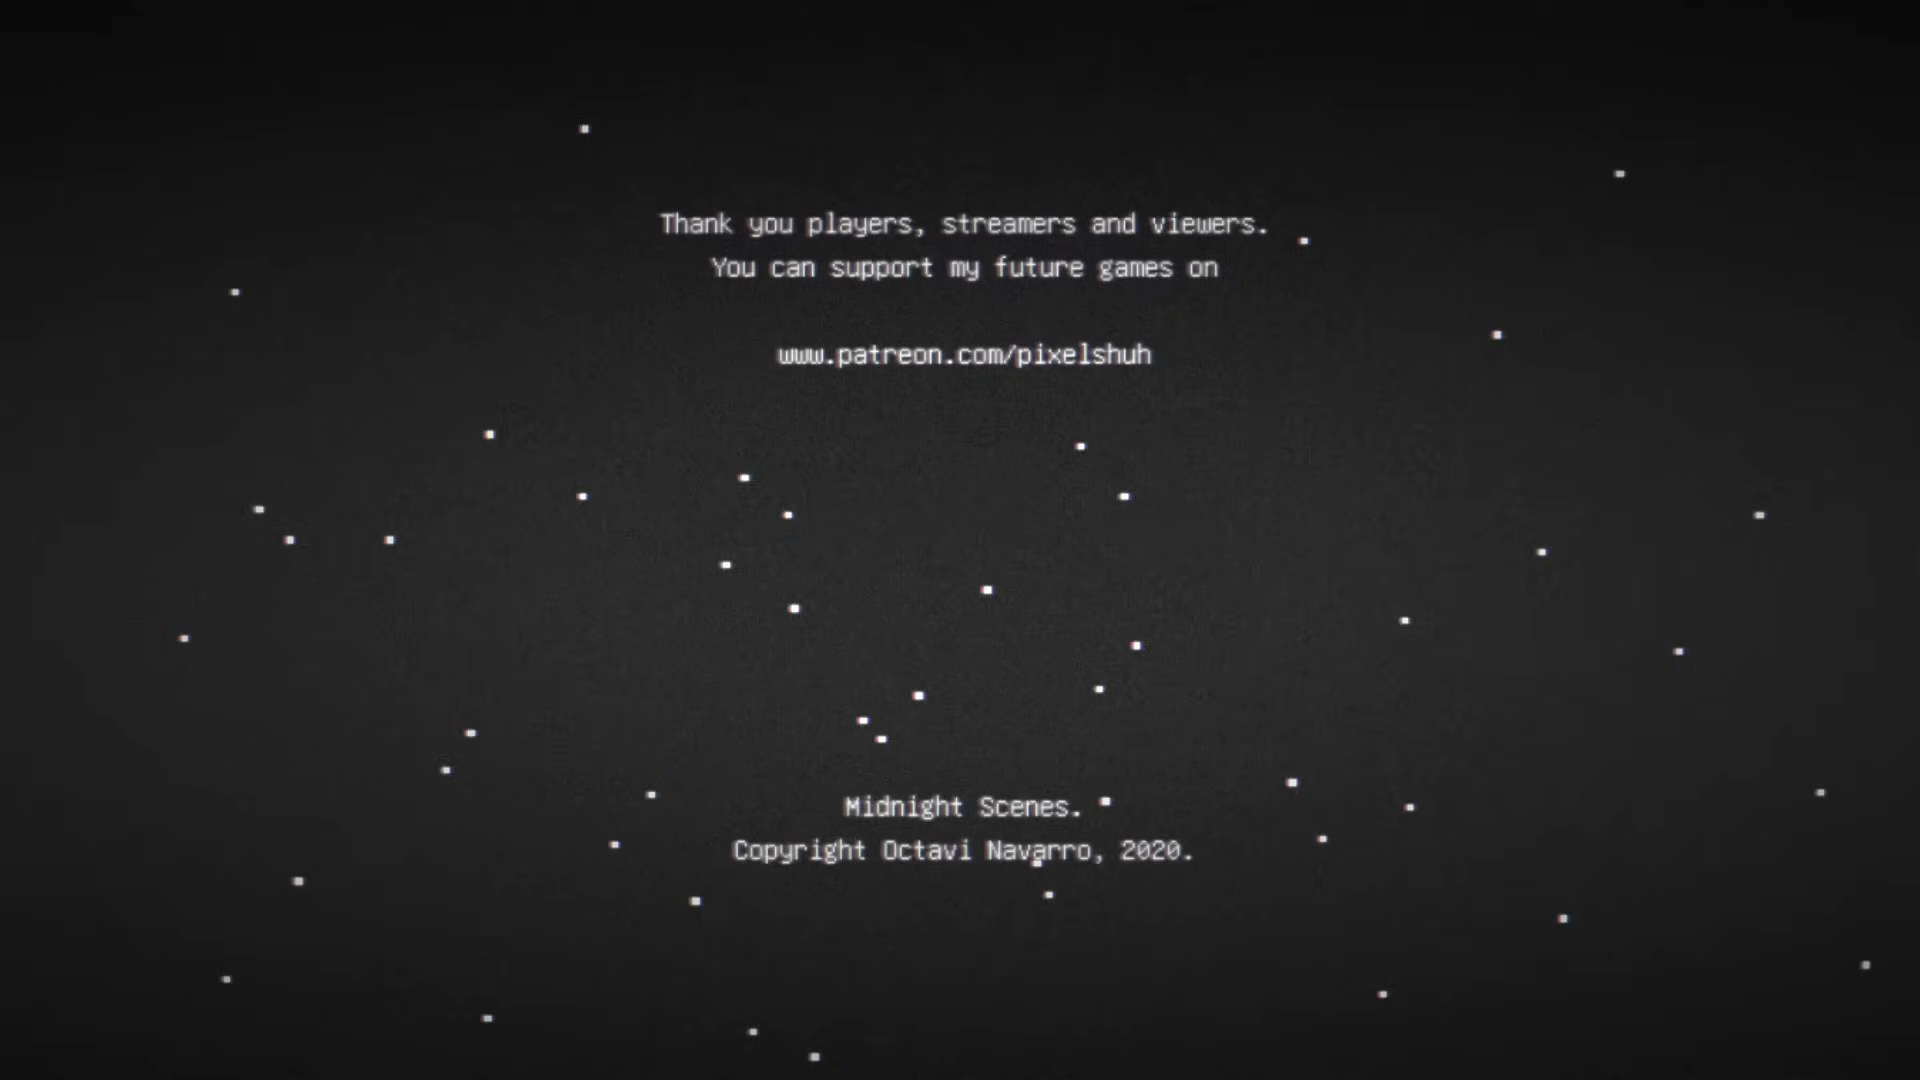 Thank you players, streamers and viewers.
You can support my future games on
www.patreon.com/pixelshuh
Midnight Scenes.
Copyright Octavi Navarro, 2020.